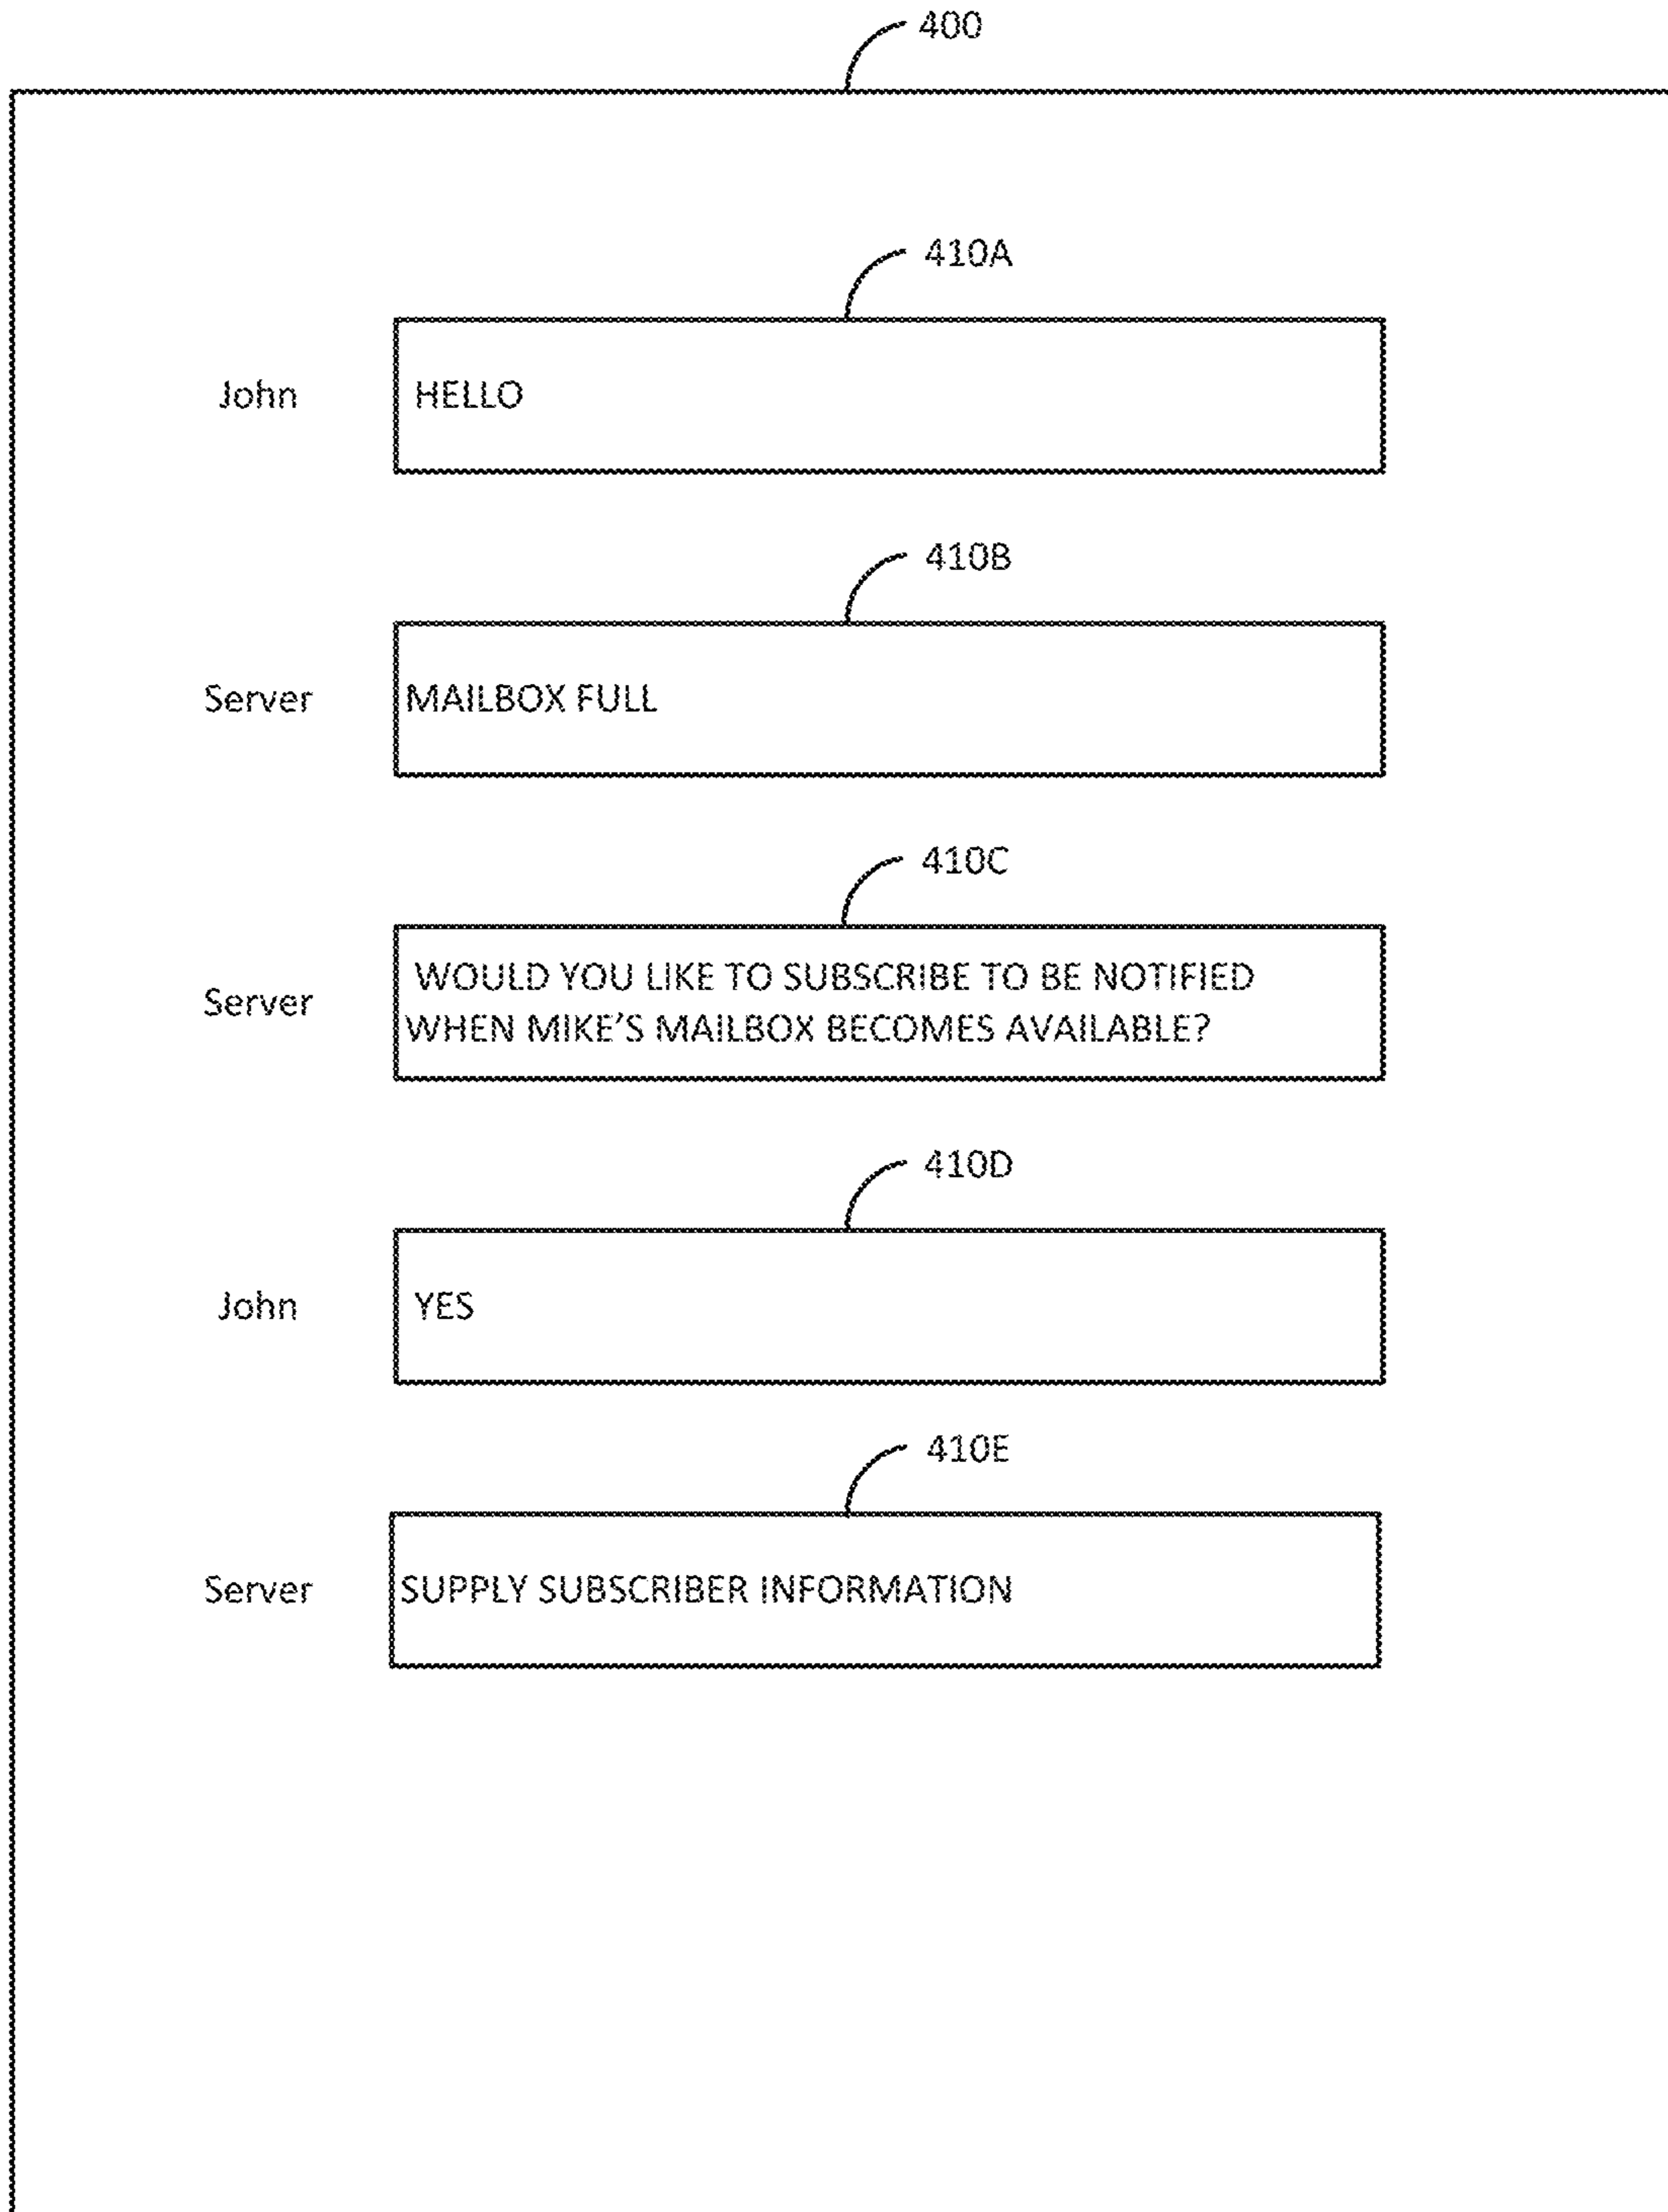 400
410A
John HELLO
410B
Server MAILBOX FULL
410C
Server WOULD YOU LIKE TO SUBSCRIBE TO BE NOTIFIED
WHEN MIKE'S MAILBOX BECOMES AVAILABLE?
410D
John YES
410E
Server SUPPLY SUBSCRIBER INFORMATION